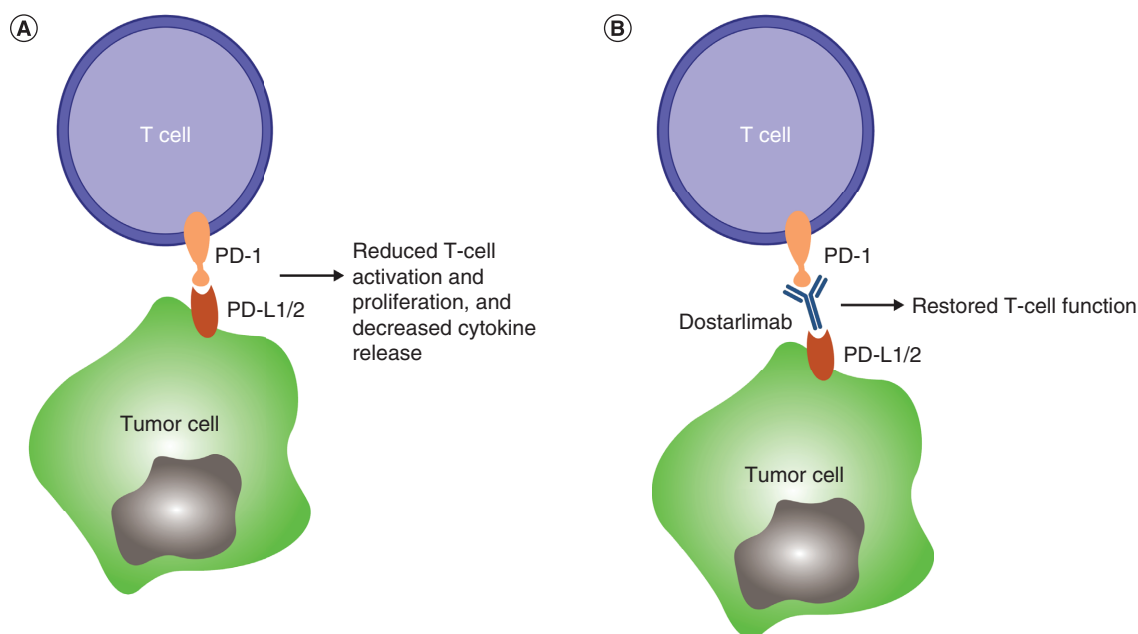 A
T cell
PD-1
PD-L1/2
Reduced T-cell
activation and
proliferation, and
decreased cytokine
release
Tumor cell
B
T cell
PD-1
Dostarlimab
Restored T-cell function
PD-L1/2
Tumor cell